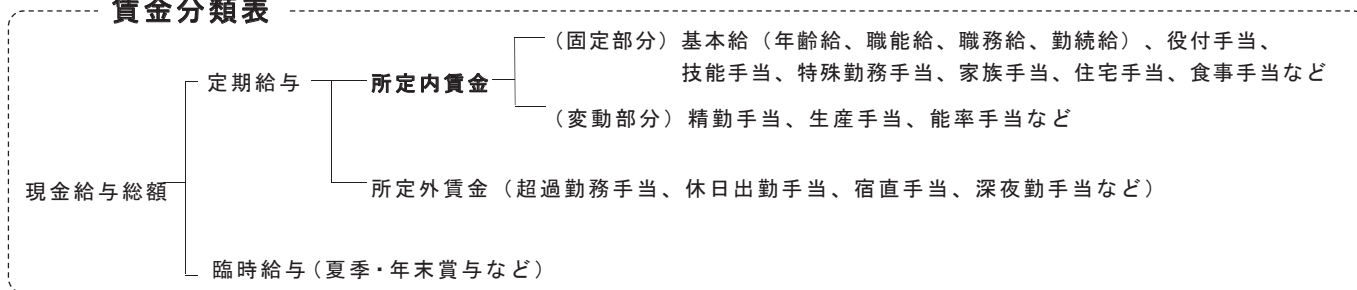 賃金分類表
(固定部分)基本給(年齢給、職能給、職務給、勤続給)、役付手当、
技能手当、特殊勤務手当、家族手当、住宅手当、食事手当など
定期給与
所定内賃金
(変動部分)精勤手当、生産手当、能率手当など
現金給与総額
所定外賃金(超過勤務手当、休日出勤手当、宿直手当、深夜勤手当など)
臨時給与(夏季・年末賞与など)